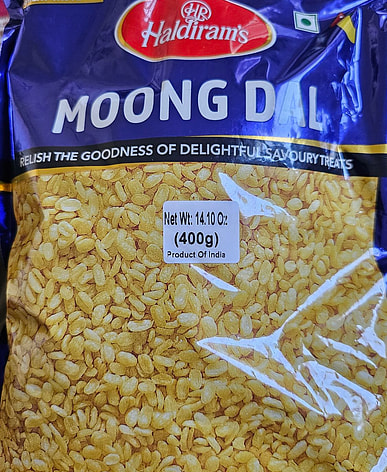 HR
Haldiram's
MOONG DAL
RELISH THE GOODNESS OF DELIGHTFUL SAVOURY TREATS
Net Wt: 14.10 Oz
(400g)
Product Of India